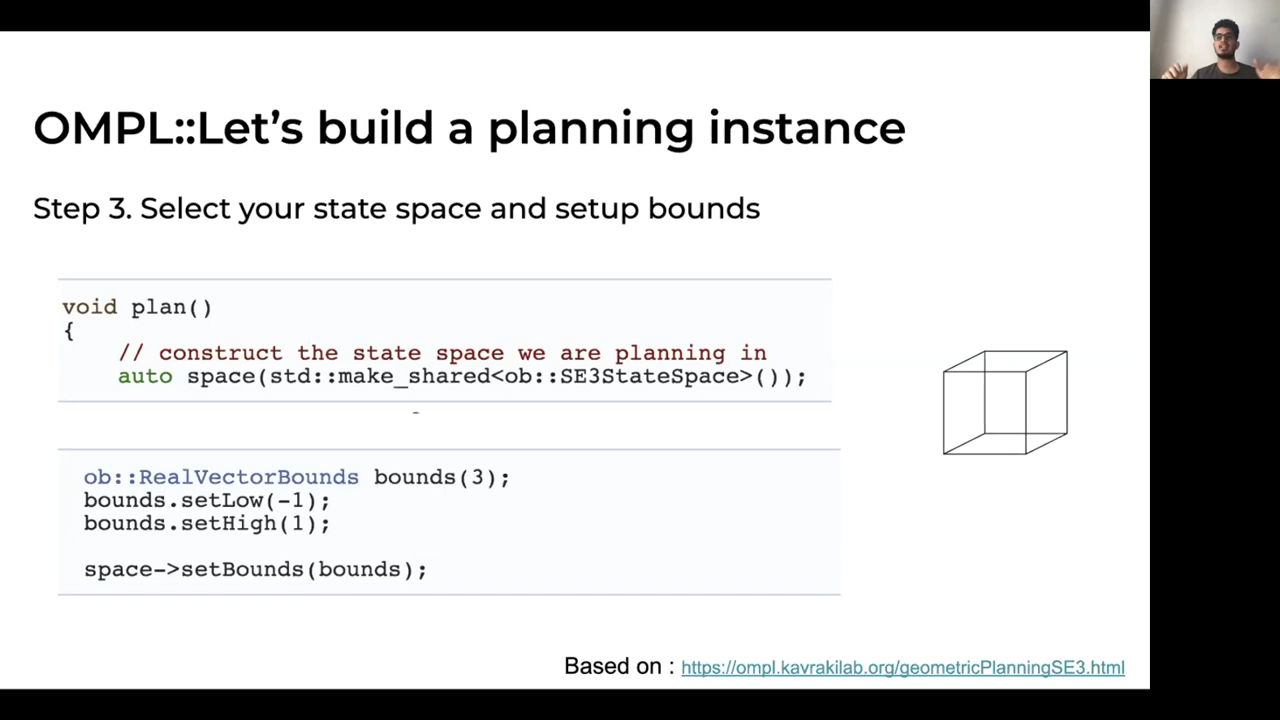 OMPL::Let's build a planning instance
Step 3. Select your state space and setup bounds
void plan()
{
// construct the state space we are planning in
auto space(std::make_shared<ob::SE3StateSpace>());
ob::RealVectorBounds bounds(3);
bounds.setLow(-1);
bounds.setHigh(1);
space->setBounds(bounds);
Based on : https://ompl.kavrakilab.org/geometricPlanningSE3.html